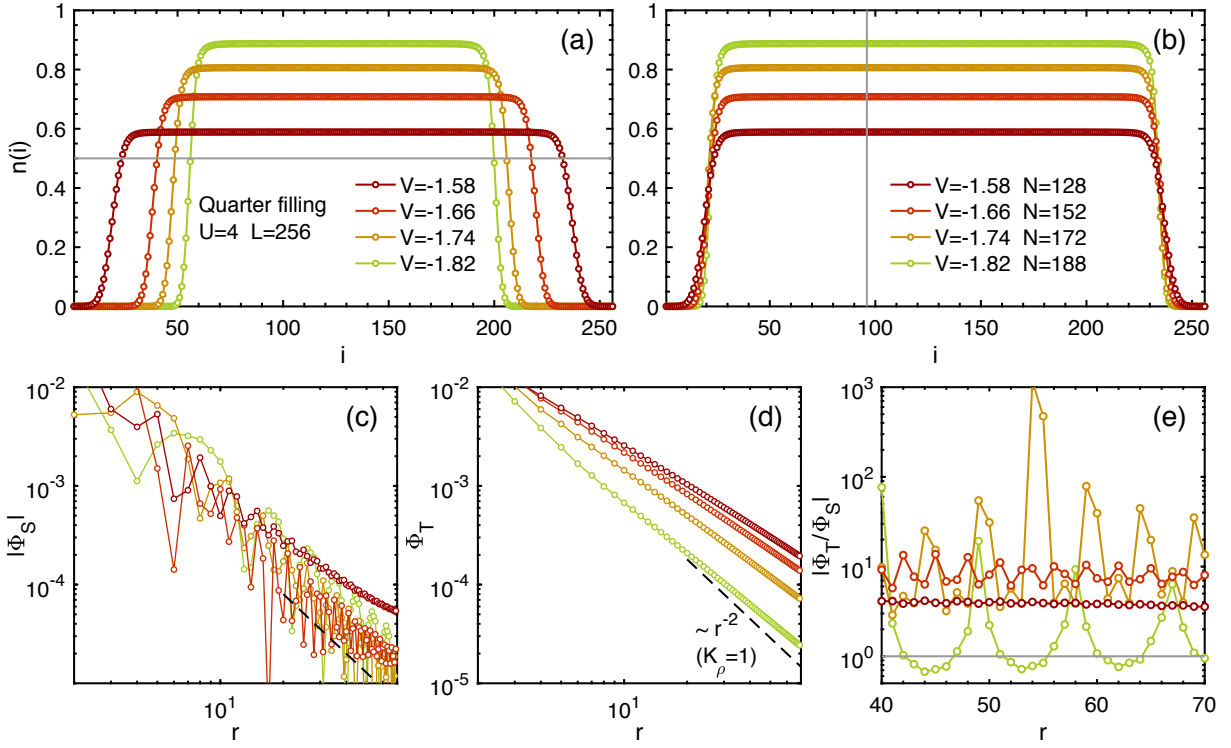 (a)
n(i)
1
0.8
0.6
0.4
0.2
0
50
100
150
200
250
i
Quarter filling
U=4 L=256
V=-1.58
V=-1.66
V=-1.74
V=-1.82
(b)
1
0.8
0.6
0.4
0.2
0
50
100
150
200
250
i
V=-1.58 N=128
V=-1.66 N=152
V=-1.74 N=172
V=-1.82 N=188
(c)
|Φ_S|
10^-2
10^-3
10^-4
10^1
r
(d)
Φ_T
10^-2
10^-3
10^-4
10^-5
10^1
r
~ r^-2
(K_ρ=1)
(e)
|Φ_T/Φ_S|
10^3
10^2
10^1
10^0
40
50
60
70
r